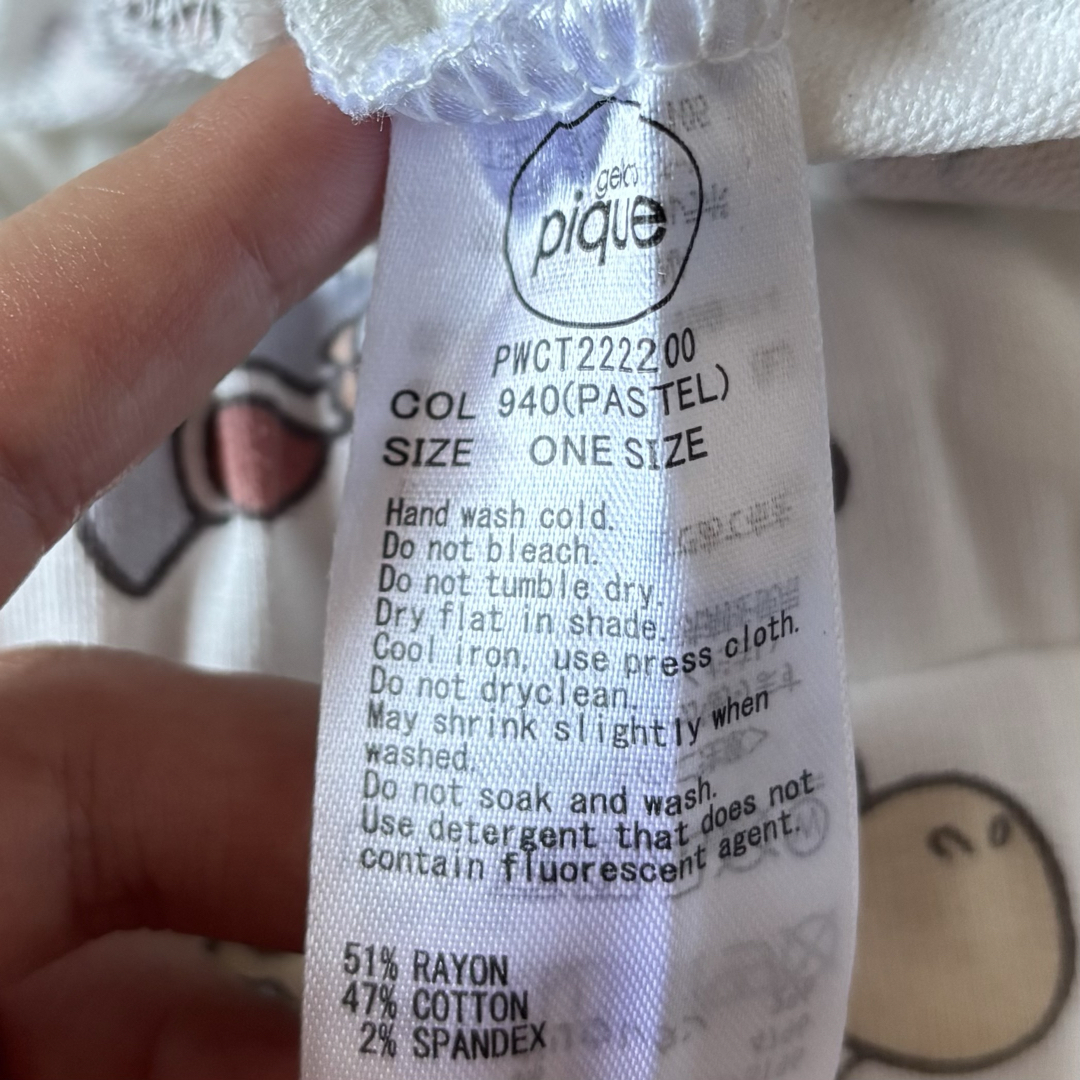 gelato
pique
PWCT222200
COL 940(PASTEL)
SIZE ONE SIZE
Hand wash cold.
Do not bleach.
Do not tumble dry.
Dry flat in shade.
Cool iron, use press cloth.
Do not dryclean.
May shrink slightly when
washed.
Do not soak and wash.
Use detergent that does not
contain fluorescent agent.
51% RAYON
47% COTTON
2% SPANDEX